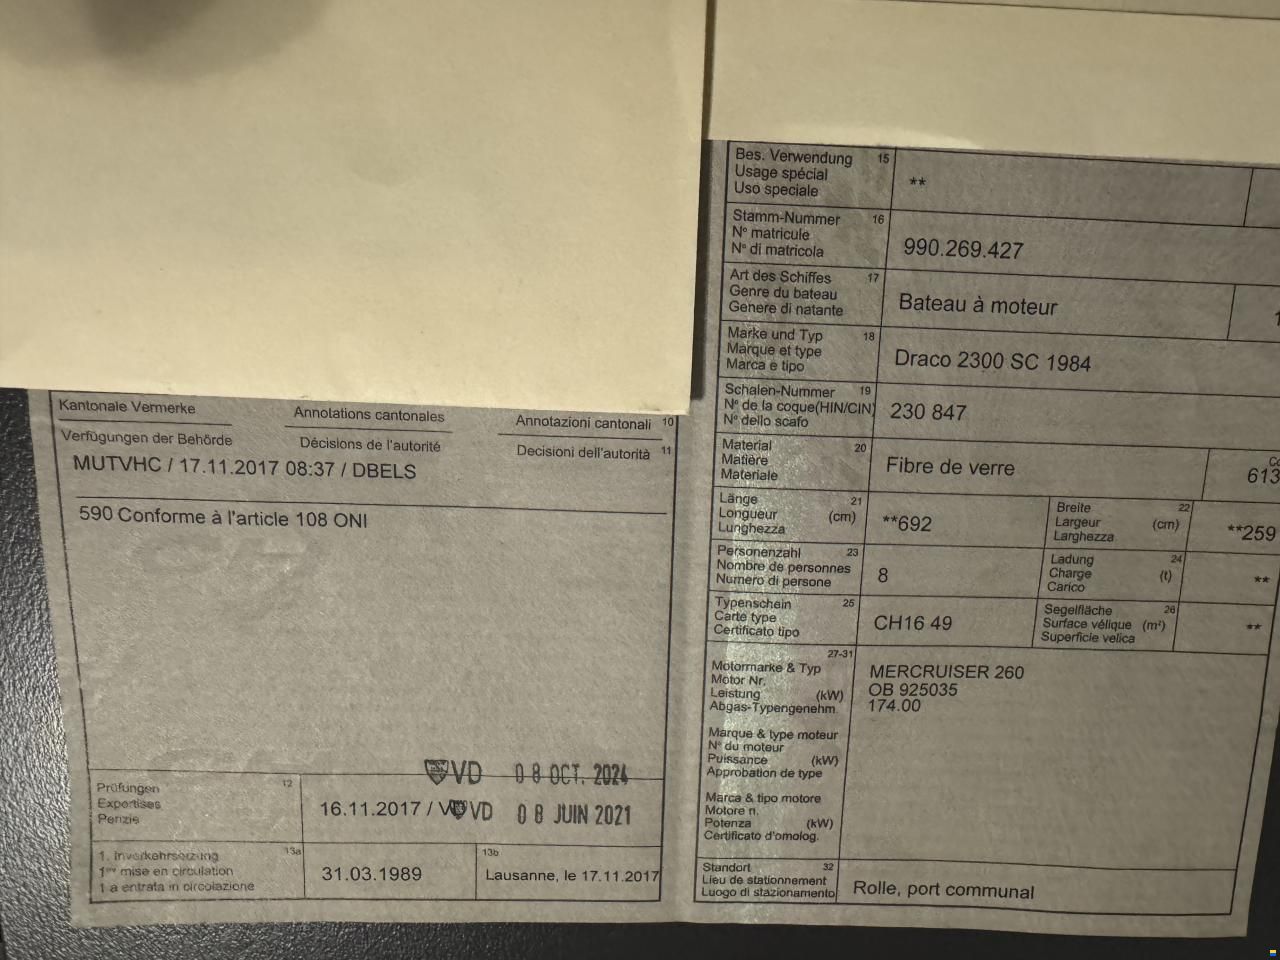 Kantonale Vermerke Annotations cantonales Annotazioni cantonali 10
Verfügungen der Behörde Décisions de l'autorité Decisioni dell'autorità 11
MUTVHC / 17.11.2017 08:37 / DBELS
590 Conforme à l'article 108 ONI
VD 08 OCT. 2024
Prüfungen 12
Expertises
Perizie
16.11.2017 / VD 08 JUIN 2021
1. Inverkehrsetzung 13a
1ère mise en circulation
1 a entrata in circolazione
31.03.1989
13b
Lausanne, le 17.11.2017
Bes. Verwendung 15
Usage spécial
Uso speciale
**
Stamm-Nummer 16
N° matricule
N° di matricola
990.269.427
Art des Schiffes 17
Genre du bateau
Genere di natante
Bateau à moteur
Marke und Typ 18
Marque et type
Marca e tipo
Draco 2300 SC 1984
Schalen-Nummer 19
N° de la coque(HIN/CIN)
N° dello scafo
230 847
Material 20
Matière
Materiale
Fibre de verre
613
Länge 21
Longueur (cm)
Lunghezza
**692
Breite 22
Largeur (cm)
Larghezza
**259
Personenzahl 23
Nombre de personnes
Numero di persone
8
Ladung 24
Charge (t)
Carico
**
Typenschein 25
Carte type
Certificato tipo
CH16 49
Segelfläche 26
Surface vélique (m²)
Superficie velica
**
27-31
Motormarke & Typ
Motor Nr.
Leistung (kW)
Abgas-Typengenehm.
MERCRUISER 260
OB 925035
174.00
Marque & type moteur
N° du moteur
Puissance (kW)
Approbation de type
Marca & tipo motore
Motore n.
Potenza (kW)
Certificato d'omolog.
Standort 32
Lieu de stationnement
Luogo di stazionamento
Rolle, port communal